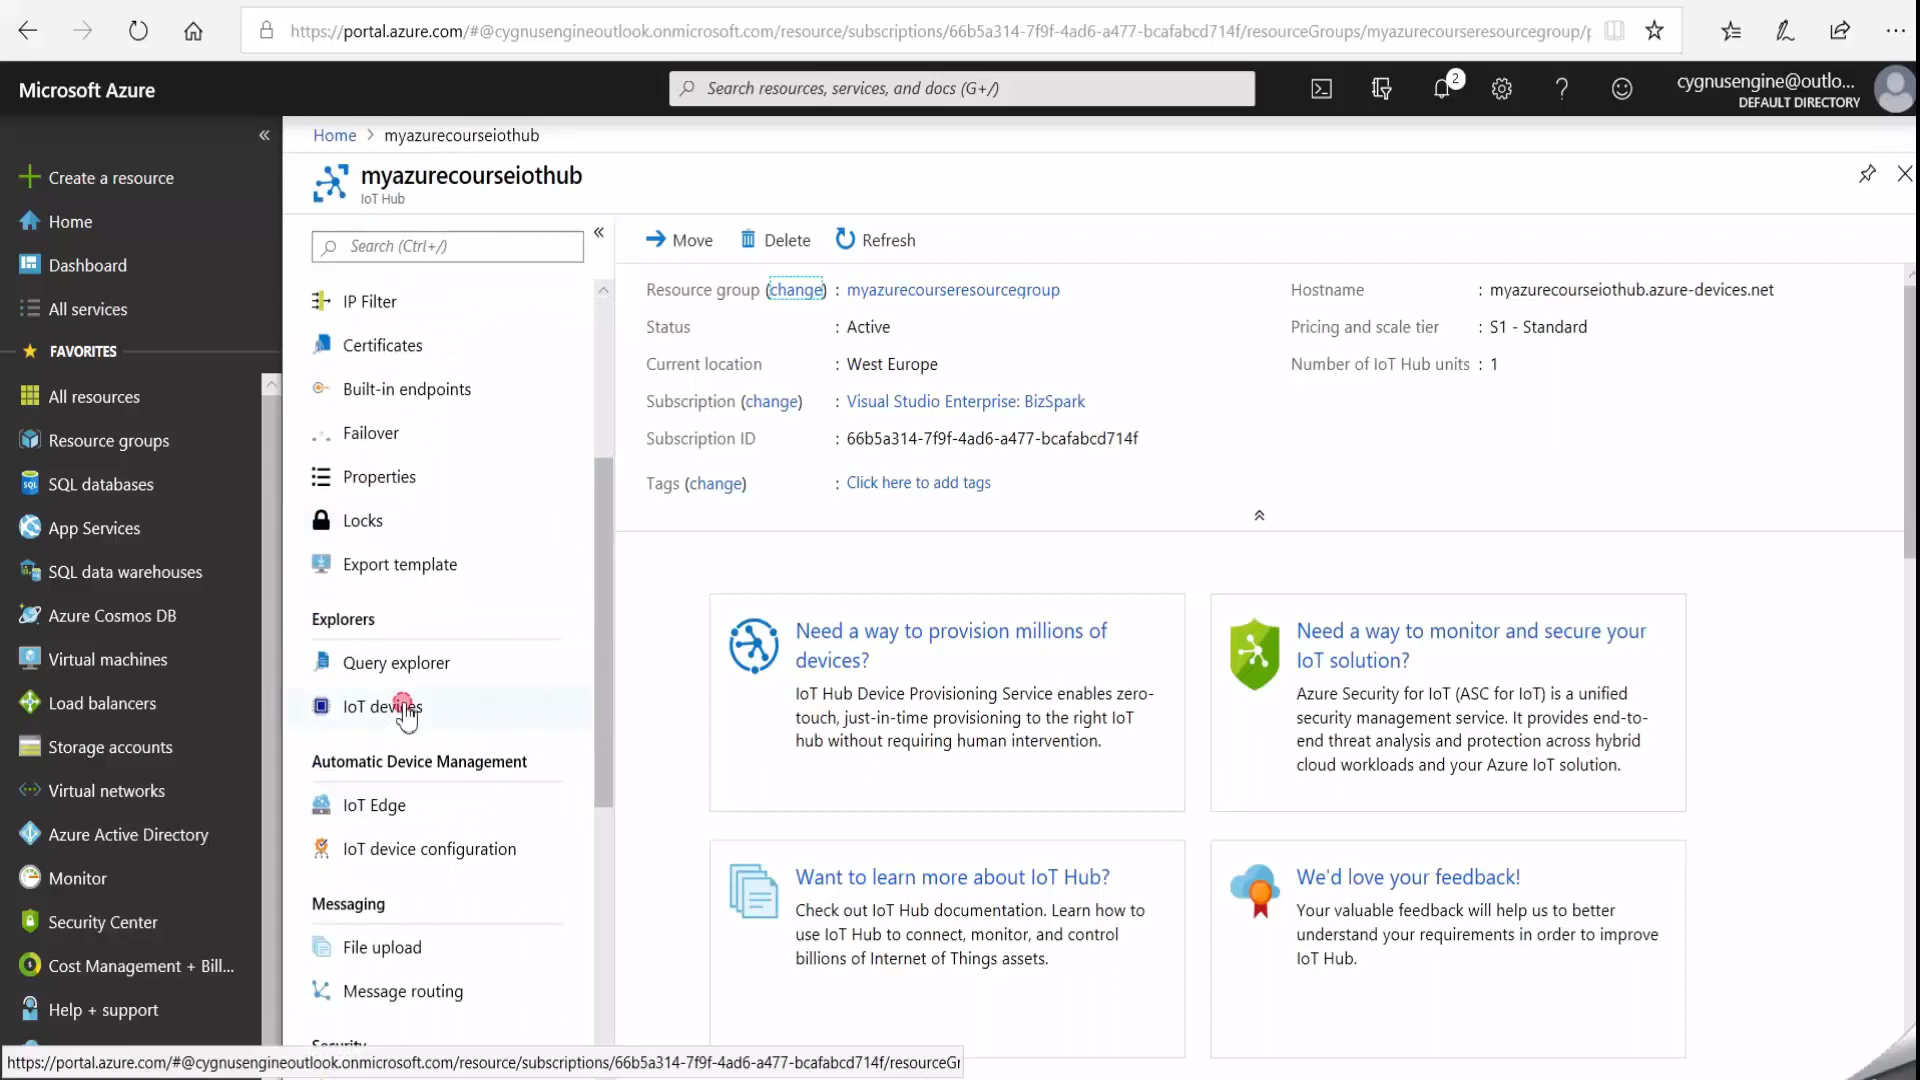 https://portal.azure.com/#@cygnusengineoutlook.onmicrosoft.com/resource/subscriptions/66b5a314-7f9f-4ad6-a477-bcafabcd714f/resourceGroups/myazurecourseresourcegroup/p
Microsoft Azure
Search resources, services, and docs (G+/)
2
cygnusengine@outlo...
DEFAULT DIRECTORY
Create a resource
Home
Dashboard
All services
FAVORITES
All resources
Resource groups
SQL databases
App Services
SQL data warehouses
Azure Cosmos DB
Virtual machines
Load balancers
Storage accounts
Virtual networks
Azure Active Directory
Monitor
Security Center
Cost Management + Bill...
Help + support
Home > myazurecourseiothub
myazurecourseiothub
IoT Hub
Search (Ctrl+/)
IP Filter
Certificates
Built-in endpoints
Failover
Properties
Locks
Export template
Explorers
Query explorer
IoT devices
Automatic Device Management
IoT Edge
IoT device configuration
Messaging
File upload
Message routing
Security
Move
Delete
Refresh
Resource group (change) : myazurecourseresourcegroup
Status : Active
Current location : West Europe
Subscription (change) : Visual Studio Enterprise: BizSpark
Subscription ID : 66b5a314-7f9f-4ad6-a477-bcafabcd714f
Tags (change) : Click here to add tags
Hostname : myazurecourseiothub.azure-devices.net
Pricing and scale tier : S1 - Standard
Number of IoT Hub units : 1
Need a way to provision millions of
devices?
IoT Hub Device Provisioning Service enables zero-
touch, just-in-time provisioning to the right IoT
hub without requiring human intervention.
Need a way to monitor and secure your
IoT solution?
Azure Security for IoT (ASC for IoT) is a unified
security management service. It provides end-to-
end threat analysis and protection across hybrid
cloud workloads and your Azure IoT solution.
Want to learn more about IoT Hub?
Check out IoT Hub documentation. Learn how to
use IoT Hub to connect, monitor, and control
billions of Internet of Things assets.
We'd love your feedback!
Your valuable feedback will help us to better
understand your requirements in order to improve
IoT Hub.
https://portal.azure.com/#@cygnusengineoutlook.onmicrosoft.com/resource/subscriptions/66b5a314-7f9f-4ad6-a477-bcafabcd714f/resourceGr